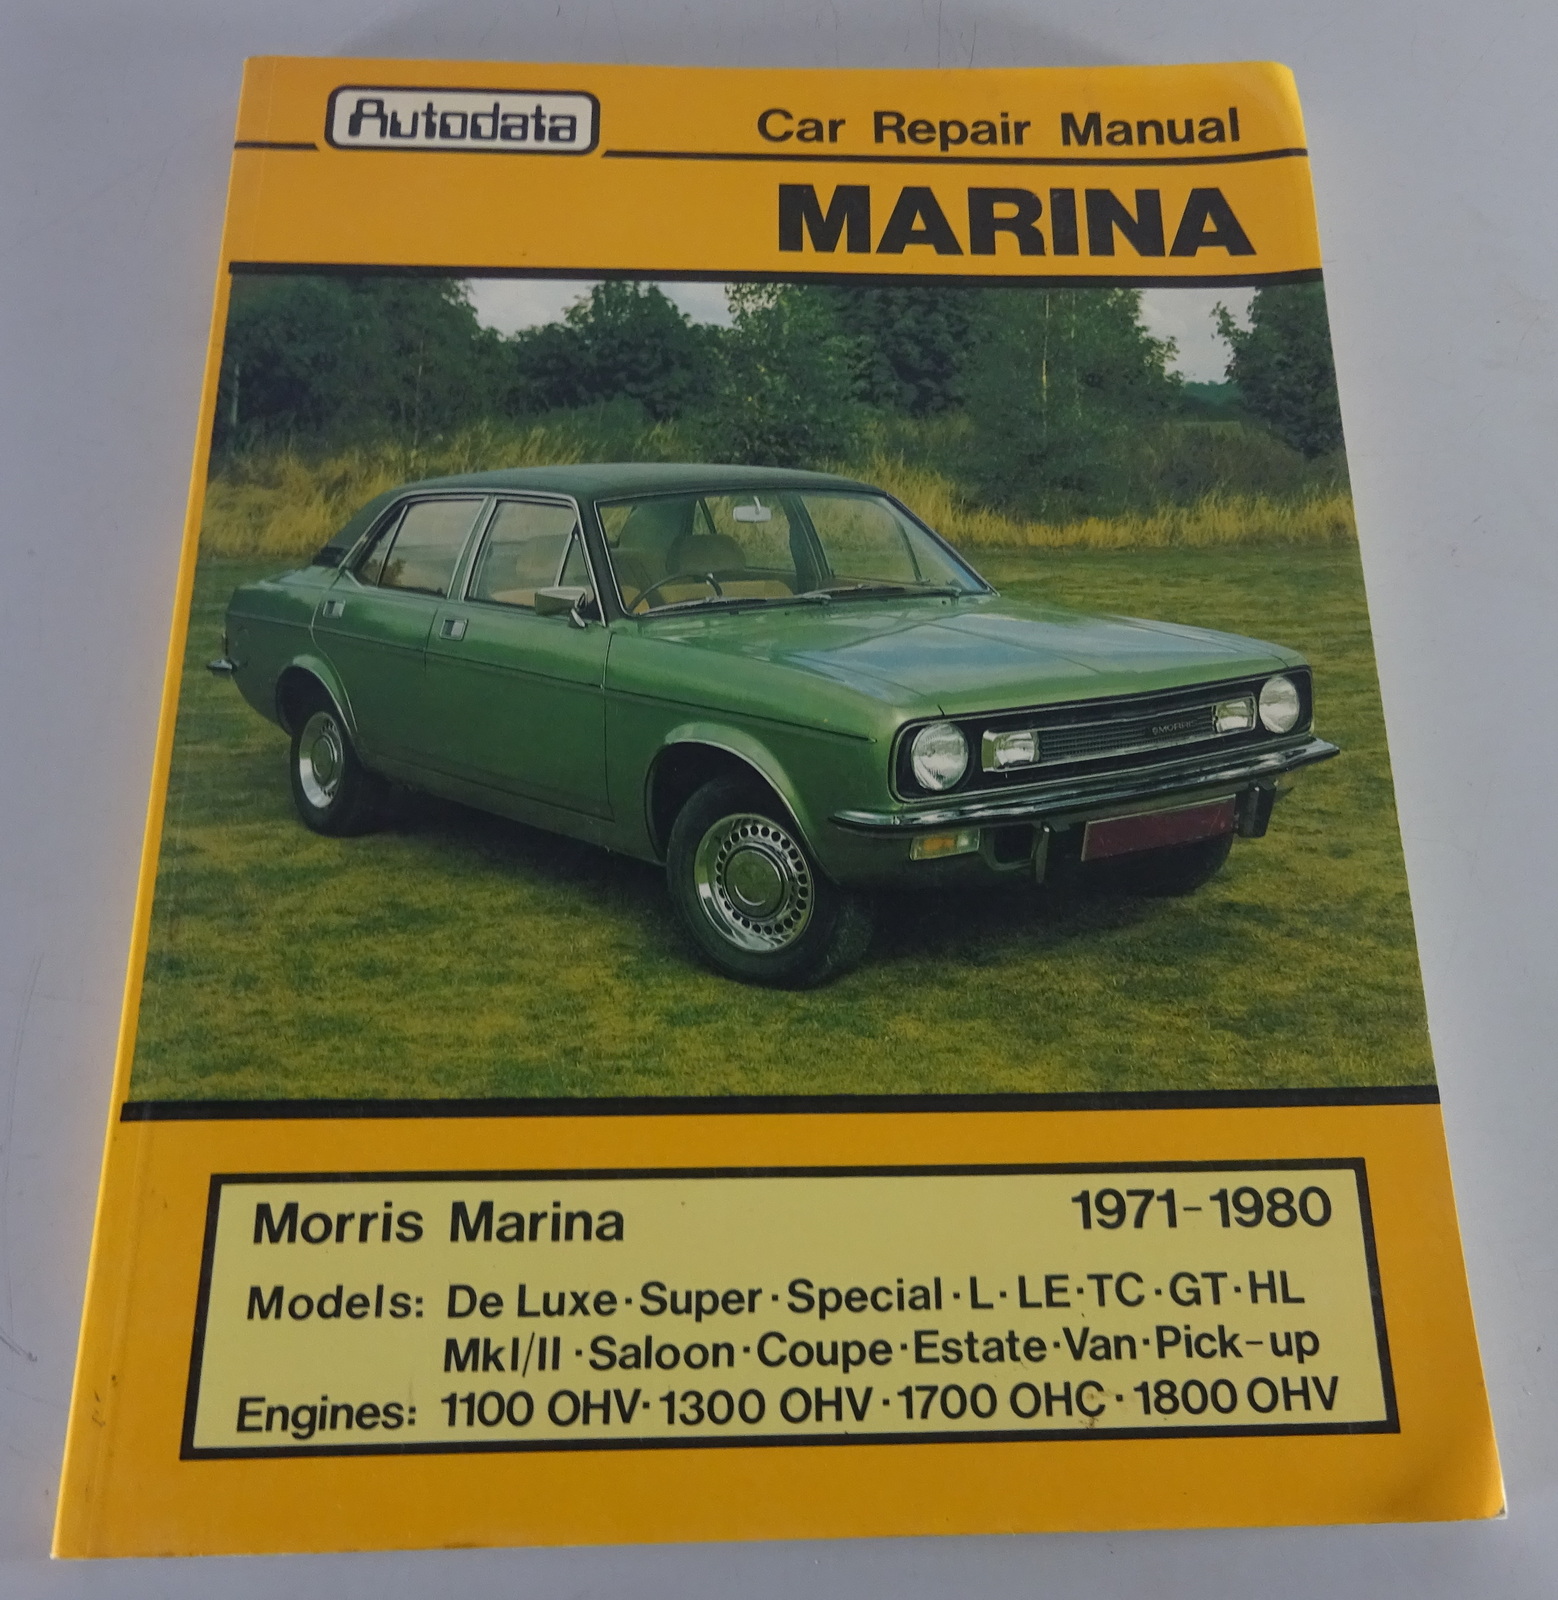 Autodata
Car Repair Manual
MARINA
MORRIS
Morris Marina 1971-1980
Models: De Luxe·Super·Special·L·LE·TC·GT·HL
MkI/II·Saloon·Coupe·Estate·Van·Pick-up
Engines: 1100 OHV·1300 OHV·1700 OHC·1800 OHV